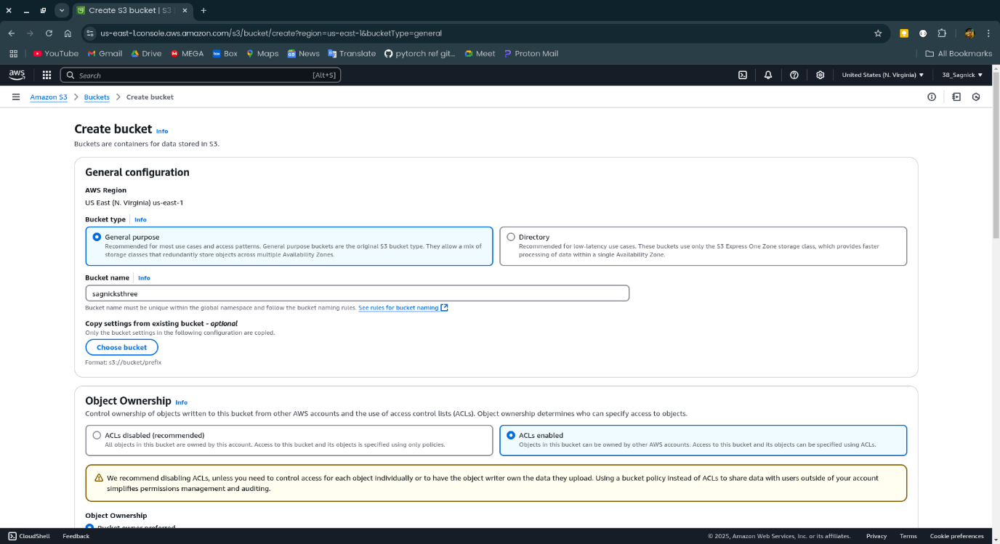 Create S3 bucket | S3 |
us-east-1.console.aws.amazon.com/s3/bucket/create?region=us-east-1&bucketType=general
YouTube Gmail Drive MEGA Box Maps News Translate pytorch ref git... Meet Proton Mail All Bookmarks
aws Search [Alt+S] United States (N. Virginia) 38_Sagnick
Amazon S3 Buckets Create bucket
Create bucket Info
Buckets are containers for data stored in S3.
General configuration
AWS Region
US East (N. Virginia) us-east-1
Bucket type Info
General purpose
Recommended for most use cases and access patterns. General purpose buckets are the original S3 bucket type. They allow a mix of
storage classes that redundantly store objects across multiple Availability Zones.
Directory
Recommended for low-latency use cases. These buckets use only the S3 Express One Zone storage class, which provides faster
processing of data within a single Availability Zone.
Bucket name Info
sagnicksthree
Bucket name must be unique within the global namespace and follow the bucket naming rules. See rules for bucket naming
Copy settings from existing bucket - optional
Only the bucket settings in the following configuration are copied.
Choose bucket
Format: s3://bucket/prefix
Object Ownership Info
Control ownership of objects written to this bucket from other AWS accounts and the use of access control lists (ACLs). Object ownership determines who can specify access to objects.
ACLs disabled (recommended)
All objects in this bucket are owned by this account. Access to this bucket and its objects is specified using only policies.
ACLs enabled
Objects in this bucket can be owned by other AWS accounts. Access to this bucket and its objects can be specified using ACLs.
We recommend disabling ACLs, unless you need to control access for each object individually or to have the object writer own the data they upload. Using a bucket policy instead of ACLs to share data with users outside of your account
simplifies permissions management and auditing.
Object Ownership
Bucket owner preferred
CloudShell Feedback © 2025, Amazon Web Services, Inc. or its affiliates. Privacy Terms Cookie preferences